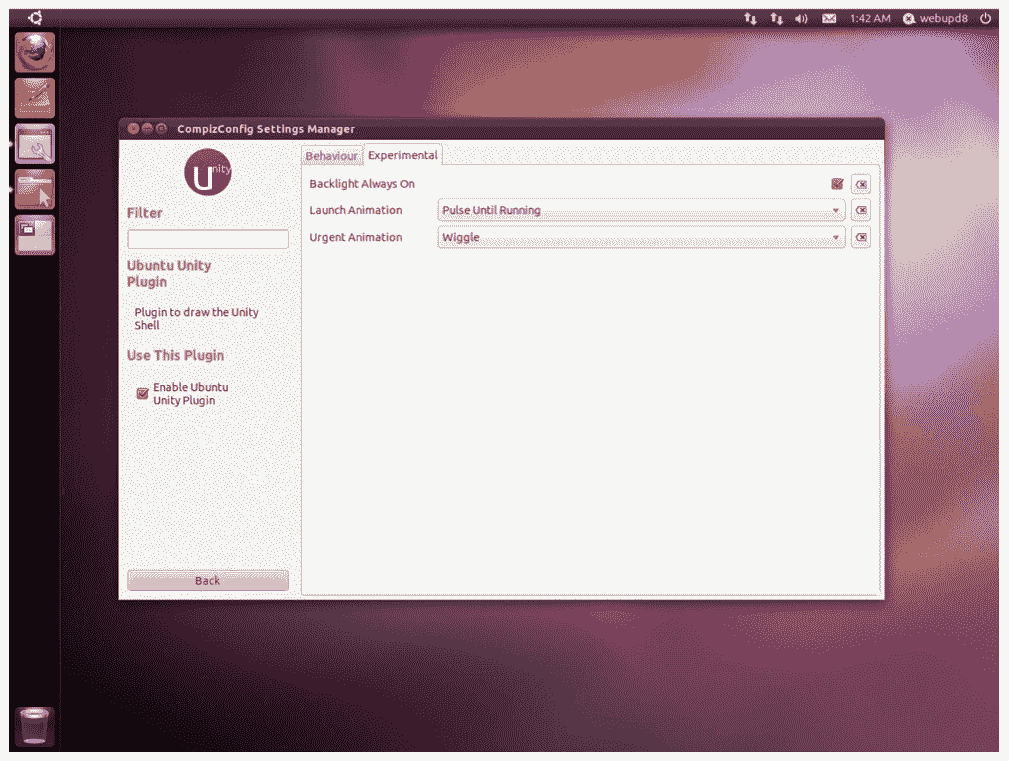 1:42 AM webupd8
CompizConfig Settings Manager
Unity
Behaviour Experimental
Filter
Backlight Always On
Launch Animation Pulse Until Running
Urgent Animation Wiggle
Ubuntu Unity
Plugin
Plugin to draw the Unity
Shell
Use This Plugin
Enable Ubuntu
Unity Plugin
Back